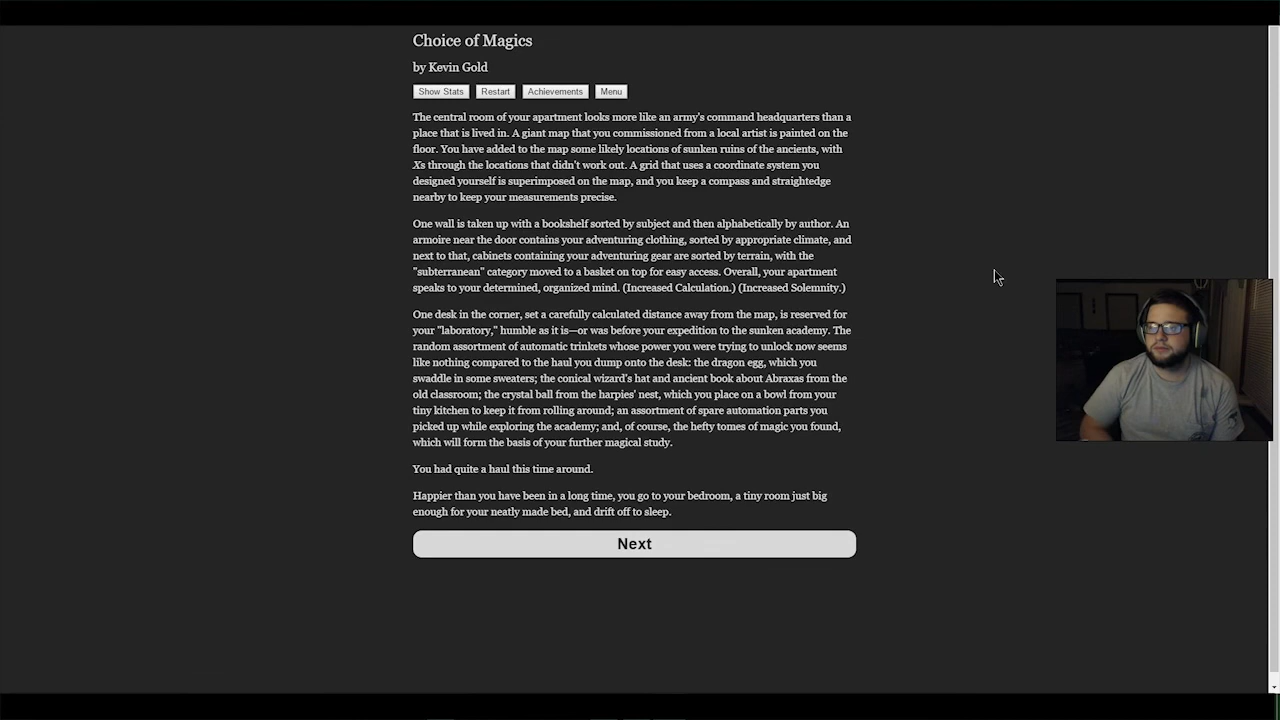 Choice of Magics
by Kevin Gold
Show Stats Restart Achievements Menu
The central room of your apartment looks more like an army's command headquarters than a
place that is lived in. A giant map that you commissioned from a local artist is painted on the
floor. You have added to the map some likely locations of sunken ruins of the ancients, with
Xs through the locations that didn't work out. A grid that uses a coordinate system you
designed yourself is superimposed on the map, and you keep a compass and straightedge
nearby to keep your measurements precise.
One wall is taken up with a bookshelf sorted by subject and then alphabetically by author. An
armoire near the door contains your adventuring clothing, sorted by appropriate climate, and
next to that, cabinets containing your adventuring gear are sorted by terrain, with the
"subterranean" category moved to a basket on top for easy access. Overall, your apartment
speaks to your determined, organized mind. (Increased Calculation.) (Increased Solemnity.)
One desk in the corner, set a carefully calculated distance away from the map, is reserved for
your "laboratory," humble as it is—or was before your expedition to the sunken academy. The
random assortment of automatic trinkets whose power you were trying to unlock now seems
like nothing compared to the haul you dump onto the desk: the dragon egg, which you
swaddle in some sweaters; the conical wizard's hat and ancient book about Abraxas from the
old classroom; the crystal ball from the harpies' nest, which you place on a bowl from your
tiny kitchen to keep it from rolling around; an assortment of spare automation parts you
picked up while exploring the academy; and, of course, the hefty tomes of magic you found,
which will form the basis of your further magical study.
You had quite a haul this time around.
Happier than you have been in a long time, you go to your bedroom, a tiny room just big
enough for your neatly made bed, and drift off to sleep.
Next